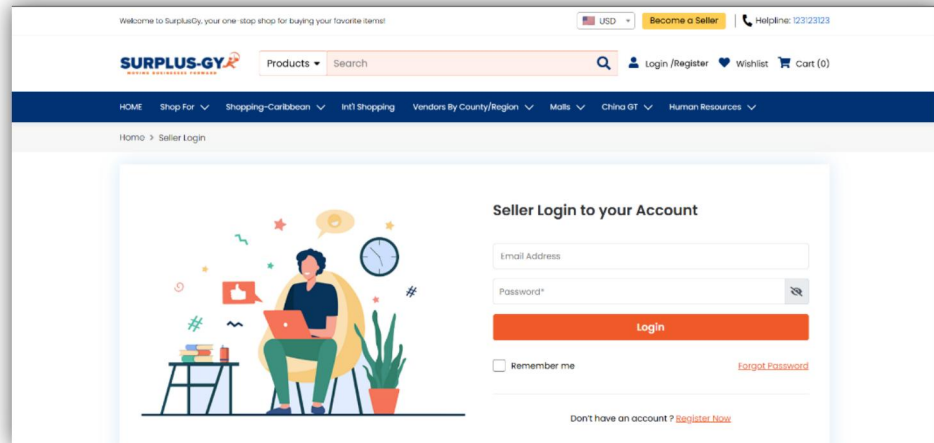 Welcome to SurplusGy, your one-stop shop for buying your favorite items!
USD
Become a Seller
Helpline: 123123123
SURPLUS-GY
MOVING BUSINESSES FORWARD
Products
Search
Login /Register
Wishlist
Cart (0)
HOME
Shop For
Shopping-Caribbean
Int'l Shopping
Vendors By County/Region
Malls
China GT
Human Resources
Home > Seller Login
Seller Login to your Account
Email Address
Password*
Login
Remember me
Forgot Password
Don't have an account ? Register Now